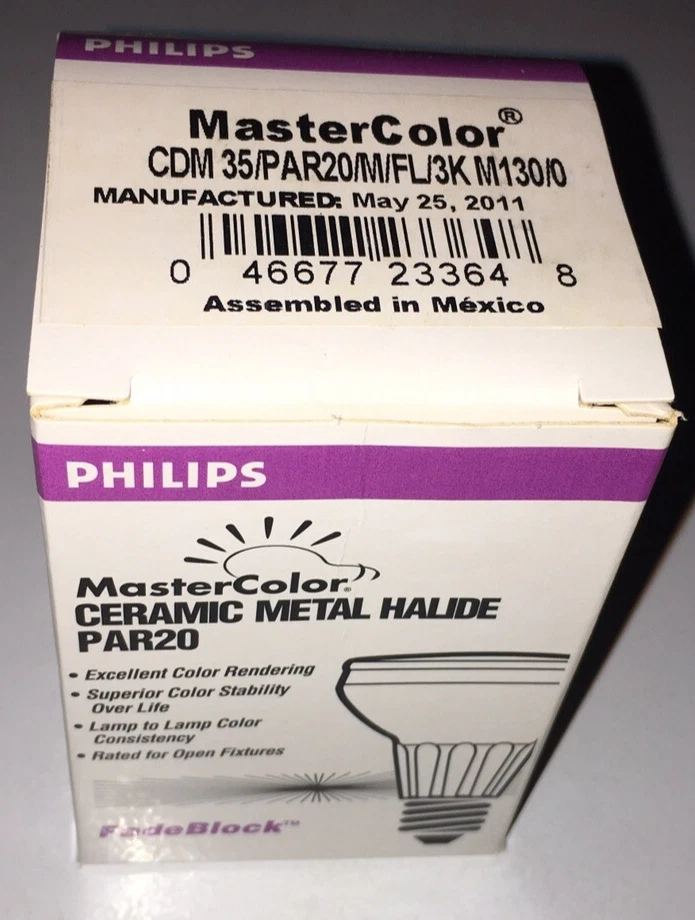 PHILIPS
MasterColor®
CDM 35/PAR20/M/FL/3K M130/O
MANUFACTURED: May 25, 2011
0 46677 23364 8
Assembled in México
PHILIPS
MasterColor®
CERAMIC METAL HALIDE
PAR20
• Excellent Color Rendering
• Superior Color Stability
Over Life
• Lamp to Lamp Color
Consistency
• Rated for Open Fixtures
FadeBlock™